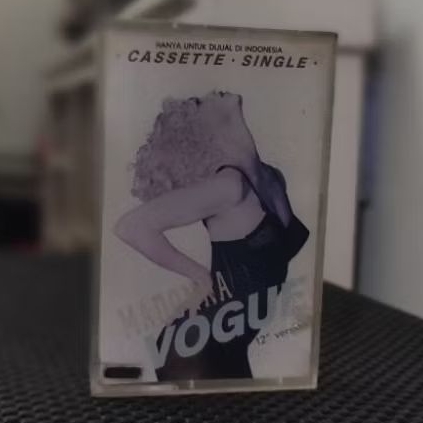 HANYA UNTUK DIJUAL DI INDONESIA
CASSETTE · SINGLE ·
MADONNA
VOGUE
12" version